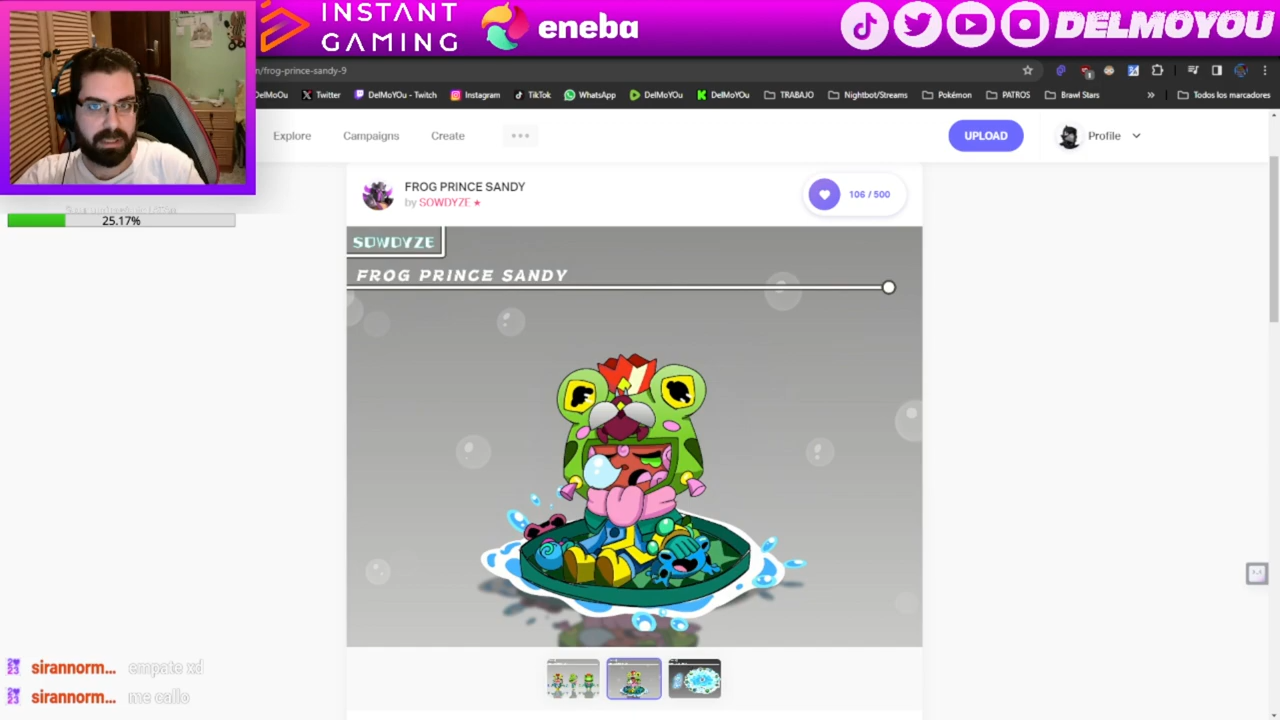 INSTANT
GAMING
eneba
DELMOYOU
n/frog-prince-sandy-9
DelMoOu
Twitter
DelMoYOu - Twitch
Instagram
TikTok
WhatsApp
DelMoYOu
DelMoYOu
TRABAJO
Nightbot/Streams
Pokémon
PATROS
Brawl Stars
»
Todos los marcadores
Explore
Campaigns
Create
UPLOAD
Profile
FROG PRINCE SANDY
by SOWDYZE
106 / 500
25.17%
SOWDYZE
FROG PRINCE SANDY
sirannorm... empate xd
sirannorm... me callo